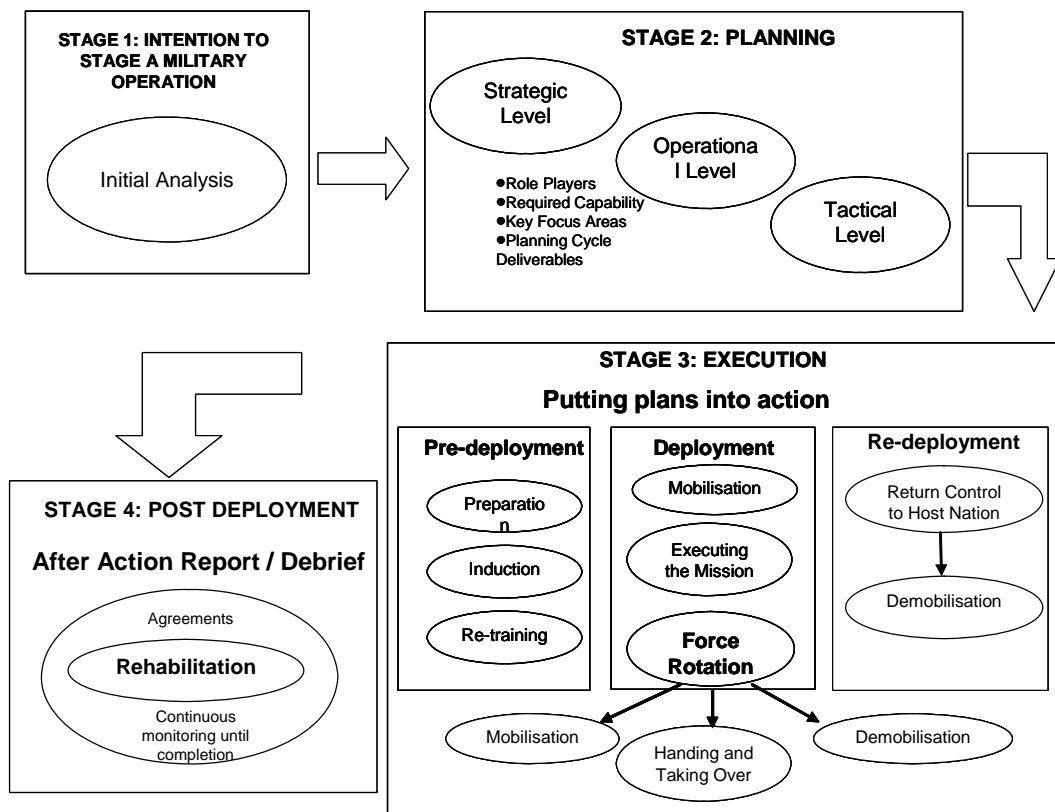 STAGE 1: INTENTION TO
STAGE A MILITARY
OPERATION
Initial Analysis
STAGE 2: PLANNING
Strategic
Level
Operationa
l Level
Tactical
Level
●Role Players
●Required Capability
●Key Focus Areas
●Planning Cycle
Deliverables
STAGE 3: EXECUTION
Putting plans into action
Pre-deployment
Preparatio
n
Induction
Re-training
Deployment
Mobilisation
Executing
the Mission
Force
Rotation
Mobilisation
Handing and
Taking Over
Demobilisation
Re-deployment
Return Control
to Host Nation
Demobilisation
STAGE 4: POST DEPLOYMENT
After Action Report / Debrief
Agreements
Rehabilitation
Continuous
monitoring until
completion